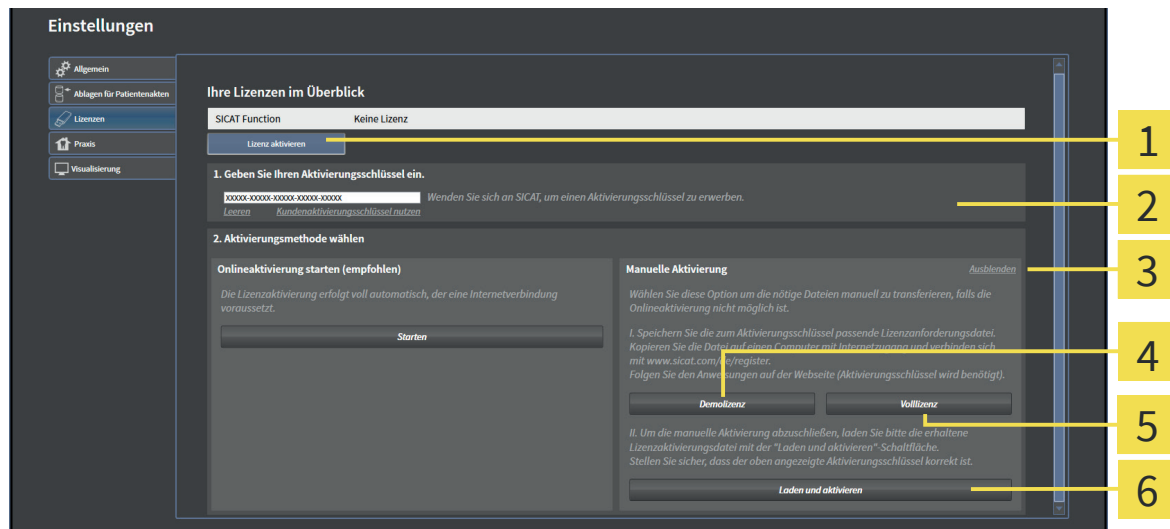 Einstellungen
Allgemein
Ablagen für Patientenakten
Lizenzen
Praxis
Visualisierung
Ihre Lizenzen im Überblick
SICAT Function Keine Lizenz
Lizenz aktivieren
1. Geben Sie Ihren Aktivierungsschlüssel ein.
XXXXX-XXXXX-XXXXX-XXXXX-XXXXX Wenden Sie sich an SICAT, um einen Aktivierungsschlüssel zu erwerben.
Leeren Kundenaktivierungsschlüssel nutzen
2. Aktivierungsmethode wählen
Onlineaktivierung starten (empfohlen)
Die Lizenzaktivierung erfolgt voll automatisch, der eine Internetverbindung
voraussetzt.
Starten
Manuelle Aktivierung Ausblenden
Wählen Sie diese Option um die nötige Dateien manuell zu transferieren, falls die
Onlineaktivierung nicht möglich ist.
I. Speichern Sie die zum Aktivierungsschlüssel passende Lizenzanforderungsdatei.
Kopieren Sie die Datei auf einen Computer mit Internetzugang und verbinden sich
mit www.sicat.com/de/register.
Folgen Sie den Anweisungen auf der Webseite (Aktivierungsschlüssel wird benötigt).
Demolizenz Volllizenz
II. Um die manuelle Aktivierung abzuschließen, laden Sie bitte die erhaltene
Lizenzaktivierungsdatei mit der "Laden und aktivieren"-Schaltfläche.
Stellen Sie sicher, dass der oben angezeigte Aktivierungsschlüssel korrekt ist.
Laden und aktivieren
1
2
3
4
5
6